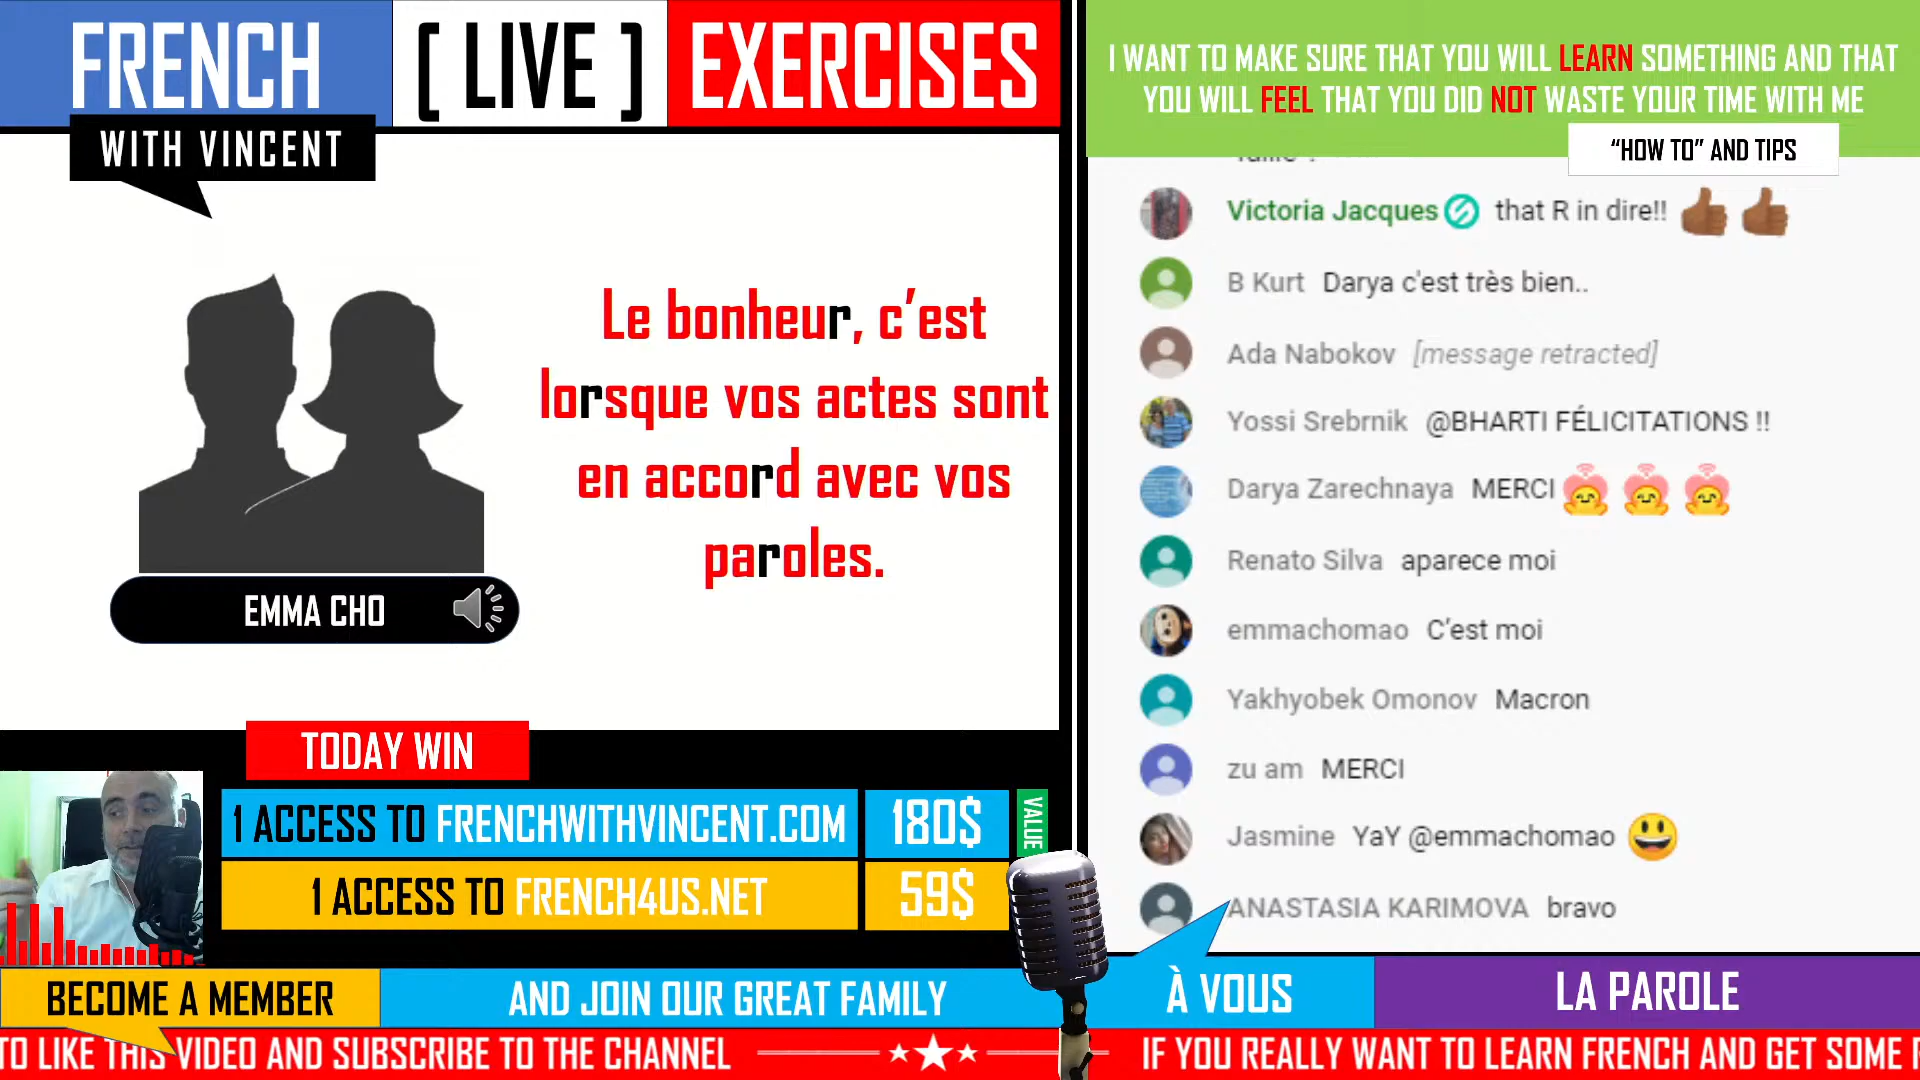 FRENCH [ LIVE ] EXERCISES
WITH VINCENT
Le bonheur, c’est
lorsque vos actes sont
en accord avec vos
paroles.
EMMA CHO
TODAY WIN
1 ACCESS TO FRENCHWITHVINCENT.COM 180$
VALUE
1 ACCESS TO FRENCH4US.NET 59$
BECOME A MEMBER AND JOIN OUR GREAT FAMILY
I WANT TO MAKE SURE THAT YOU WILL LEARN SOMETHING AND THAT
YOU WILL FEEL THAT YOU DID NOT WASTE YOUR TIME WITH ME
“HOW TO” AND TIPS
Victoria Jacques that R in dire!!
B Kurt Darya c'est très bien..
Ada Nabokov [message retracted]
Yossi Srebrnik @BHARTI FÉLICITATIONS !!
Darya Zarechnaya MERCI
Renato Silva aparece moi
emmachomao C’est moi
Yakhyobek Omonov Macron
zu am MERCI
Jasmine YaY @emmachomao
ANASTASIA KARIMOVA bravo
À VOUS LA PAROLE
TO LIKE THIS VIDEO AND SUBSCRIBE TO THE CHANNEL IF YOU REALLY WANT TO LEARN FRENCH AND GET SOME